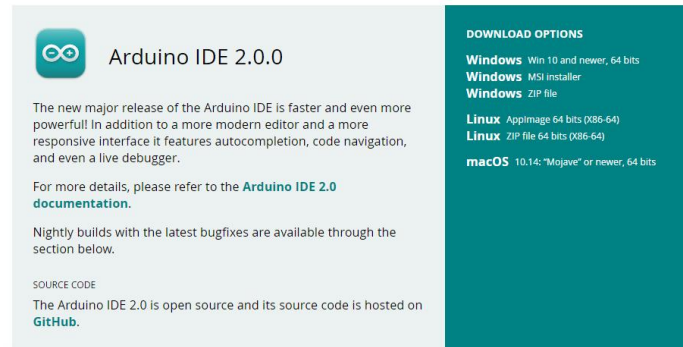 Arduino IDE 2.0.0
The new major release of the Arduino IDE is faster and even more
powerful! In addition to a more modern editor and a more
responsive interface it features autocompletion, code navigation,
and even a live debugger.
For more details, please refer to the Arduino IDE 2.0
documentation.
Nightly builds with the latest bugfixes are available through the
section below.
SOURCE CODE
The Arduino IDE 2.0 is open source and its source code is hosted on
GitHub.
DOWNLOAD OPTIONS
Windows Win 10 and newer, 64 bits
Windows MSI installer
Windows ZIP file
Linux AppImage 64 bits (X86-64)
Linux ZIP file 64 bits (X86-64)
macOS 10.14: “Mojave” or newer, 64 bits